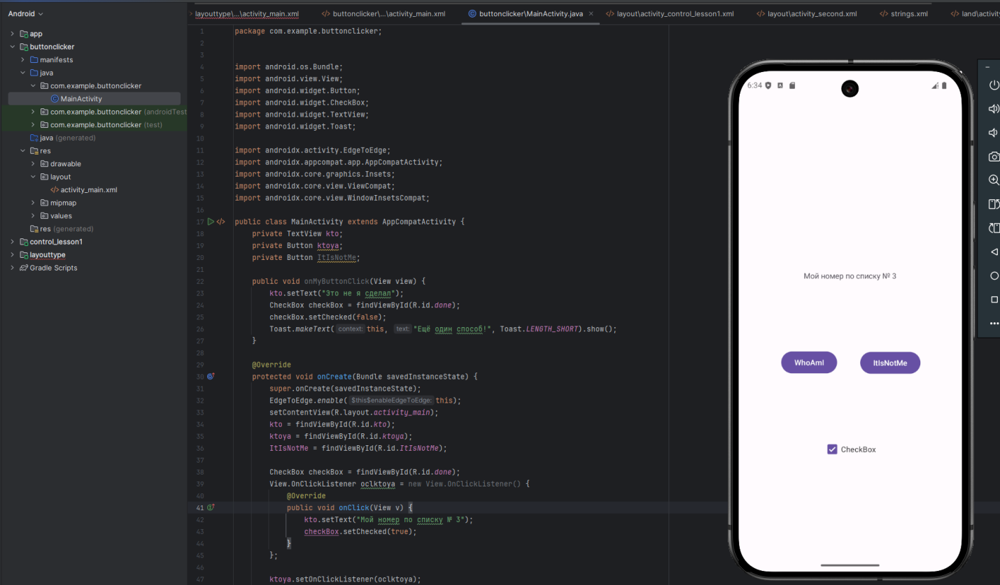 Android
layouttype\...\activity_main.xml
buttonclicker\...\activity_main.xml
buttonclicker\MainActivity.java
layout\activity_control_lesson1.xml
layout\activity_second.xml
strings.xml
land\activity
app
buttonclicker
manifests
java
com.example.buttonclicker
MainActivity
com.example.buttonclicker (androidTest
com.example.buttonclicker (test)
java (generated)
res
drawable
layout
activity_main.xml
mipmap
values
res (generated)
control_lesson1
layouttype
Gradle Scripts
1 package com.example.buttonclicker;
2
3
4 import android.os.Bundle;
5 import android.view.View;
6 import android.widget.Button;
7 import android.widget.CheckBox;
8 import android.widget.TextView;
9 import android.widget.Toast;
10
11 import androidx.activity.EdgeToEdge;
12 import androidx.appcompat.app.AppCompatActivity;
13 import androidx.core.graphics.Insets;
14 import androidx.core.view.ViewCompat;
15 import androidx.core.view.WindowInsetsCompat;
16
17 public class MainActivity extends AppCompatActivity {
18 private TextView kto;
19 private Button ktoya;
20 private Button ItIsNotMe;
21
22 public void onMyButtonClick(View view) {
23 kto.setText("Это не я сделал");
24 CheckBox checkBox = findViewById(R.id.done);
25 checkBox.setChecked(false);
26 Toast.makeText( context: this, text: "Ещё один способ!", Toast.LENGTH_SHORT).show();
27 }
28
29 @Override
30 protected void onCreate(Bundle savedInstanceState) {
31 super.onCreate(savedInstanceState);
32 EdgeToEdge.enable( $this$enableEdgeToEdge: this);
33 setContentView(R.layout.activity_main);
34 kto = findViewById(R.id.kto);
35 ktoya = findViewById(R.id.ktoya);
36 ItIsNotMe = findViewById(R.id.ItIsNotMe);
37
38 CheckBox checkBox = findViewById(R.id.done);
39 View.OnClickListener oclktoya = new View.OnClickListener() {
40 @Override
41 public void onClick(View v) {
42 kto.setText("Мой номер по списку № 3");
43 checkBox.setChecked(true);
44 }
45 };
46
47 ktoya.setOnClickListener(oclktoya);
6:34
Мой номер по списку № 3
WhoAmI
ItIsNotMe
CheckBox